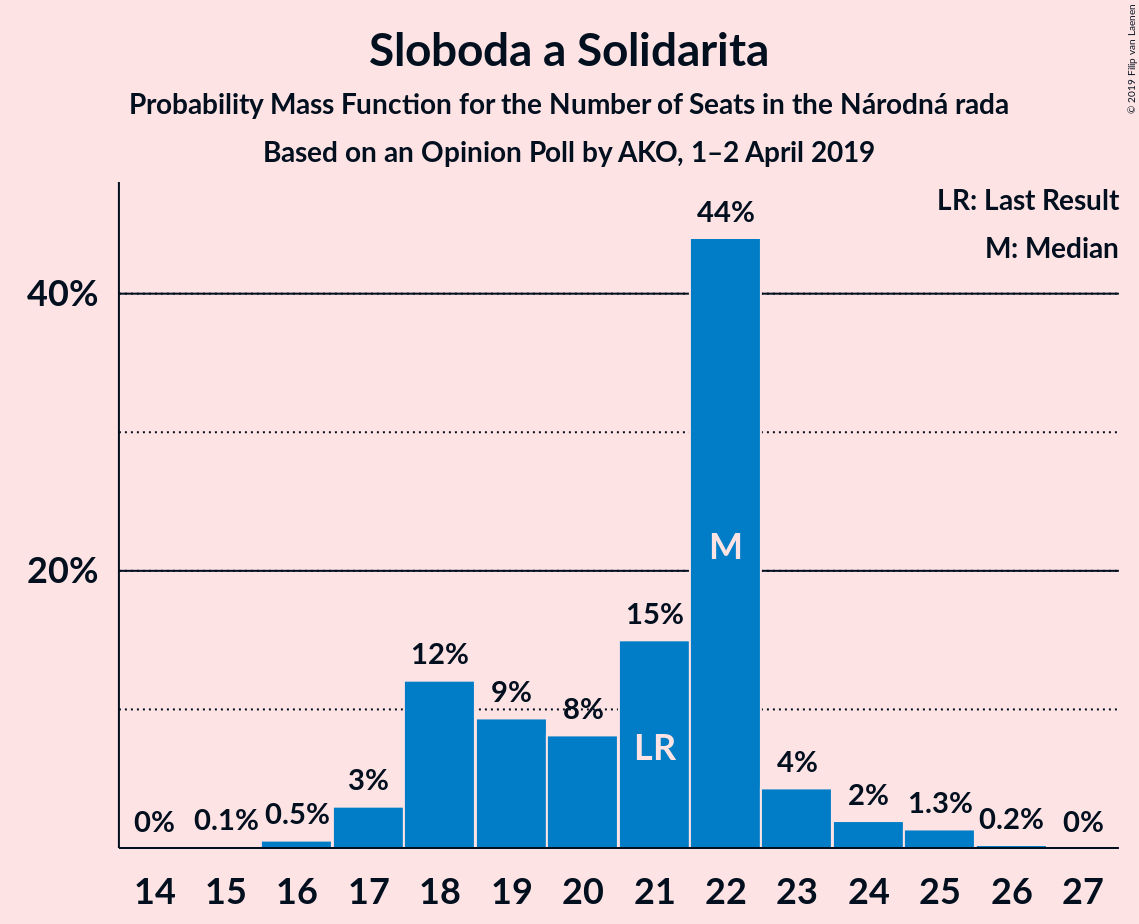 Sloboda a Solidarita
Probability Mass Function for the Number of Seats in the Národná rada
Based on an Opinion Poll by AKO, 1–2 April 2019
© 2019 Filip van Laenen
LR: Last Result
M: Median
40%
20%
0%
0.1%
0.5%
3%
12%
9%
8%
15%
44%
4%
2%
1.3%
0.2%
0%
LR
M
14 15 16 17 18 19 20 21 22 23 24 25 26 27